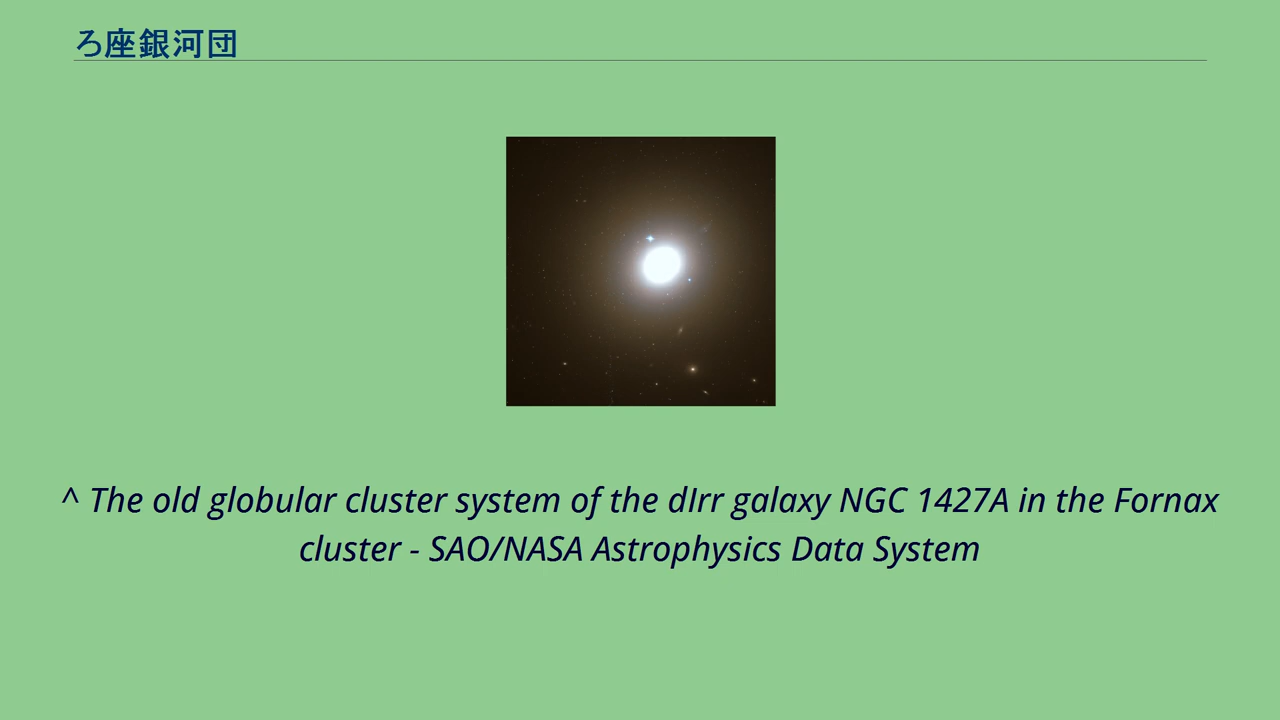 ろ座銀河団
^ The old globular cluster system of the dIrr galaxy NGC 1427A in the Fornax
cluster - SAO/NASA Astrophysics Data System